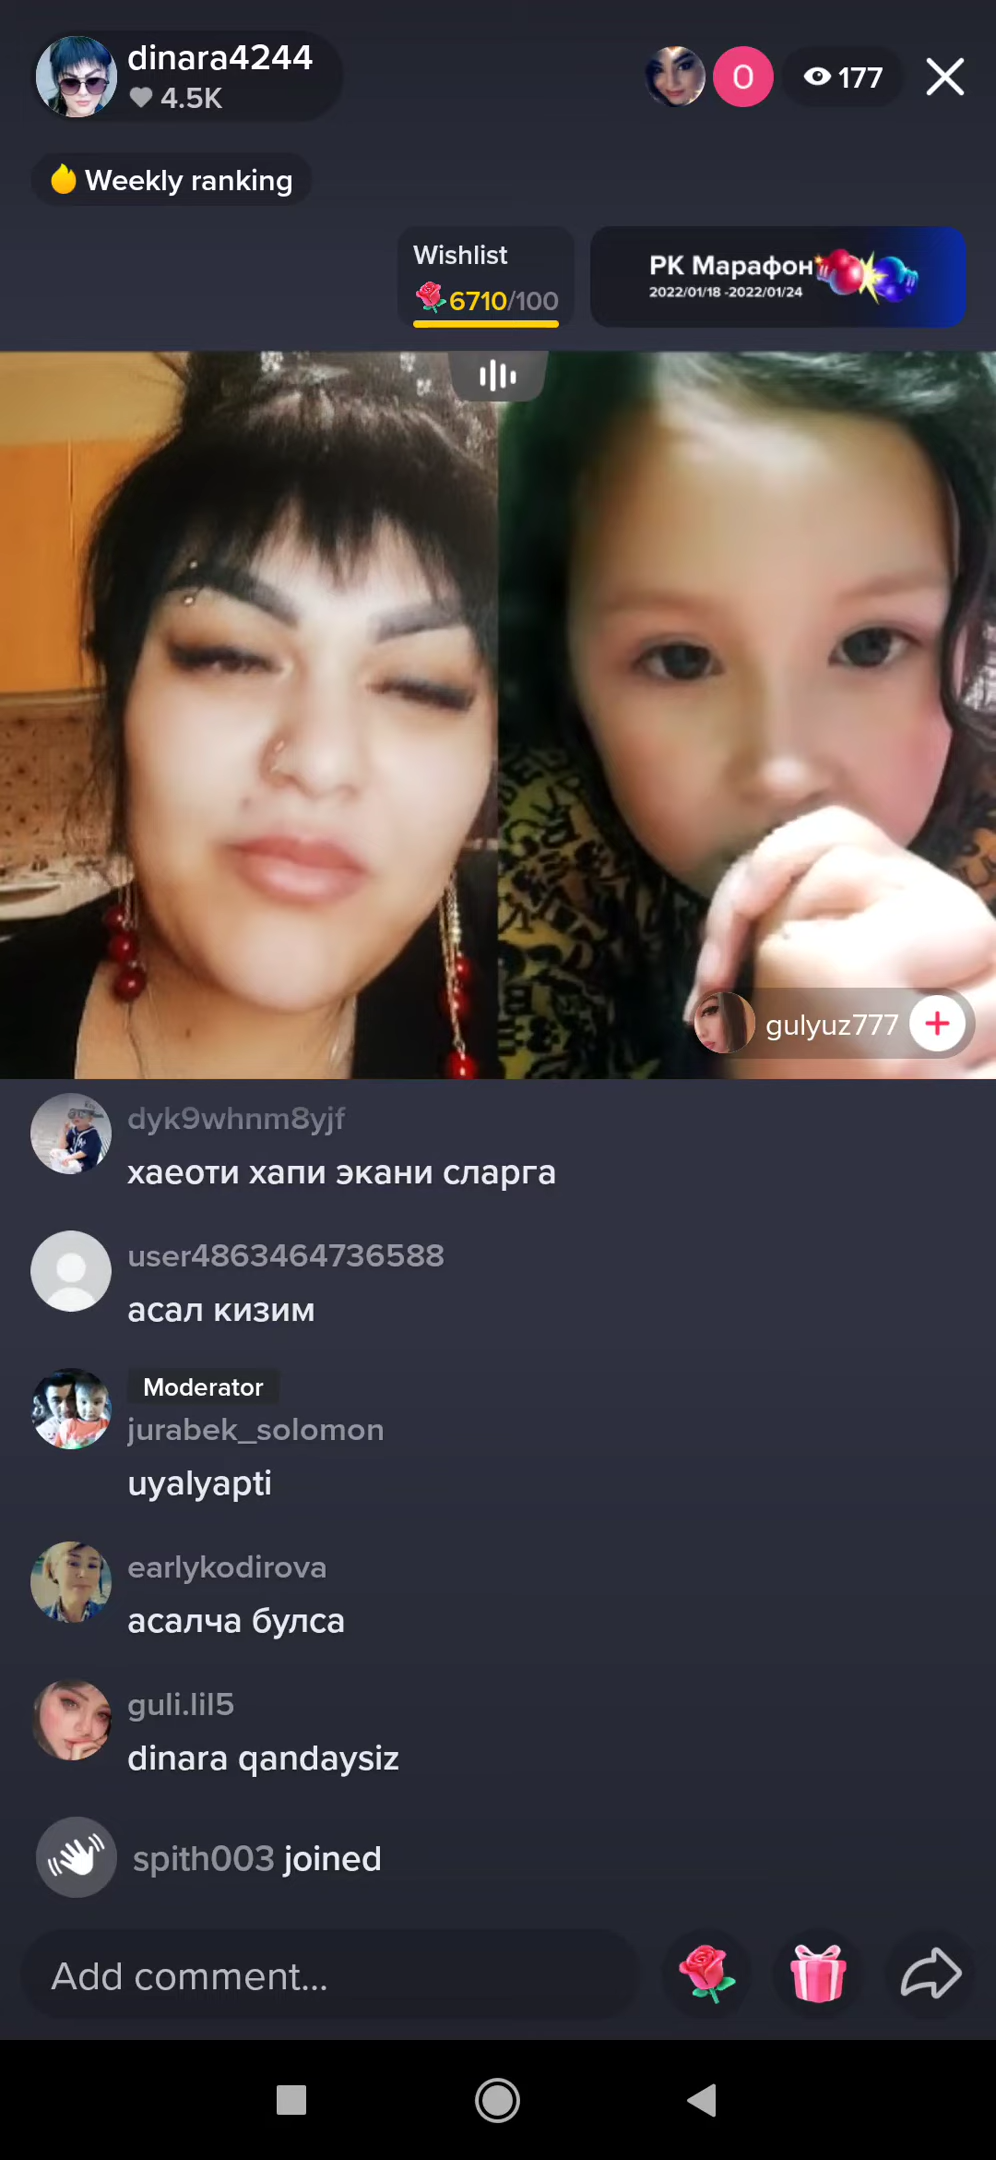 dinara4244
4.5K
O
177
Weekly ranking
Wishlist
6710/100
РК Марафон
2022/01/18 -2022/01/24
gulyuz777
dyk9whnm8yjf
хаеоти хапи экани сларга
user4863464736588
асал кизим
Moderator
jurabek_solomon
uyalyapti
earlykodirova
асалча булса
guli.lil5
dinara qandaysiz
spith003 joined
Add comment...